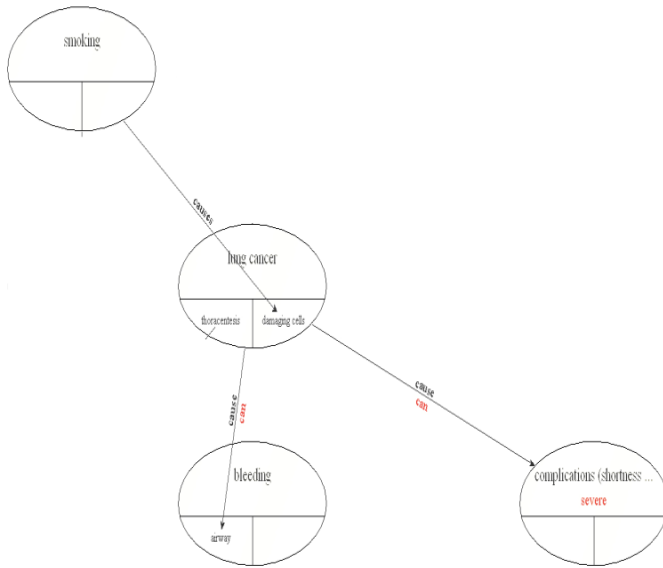 smoking
causes
lung cancer
thoracentesis
damaging cells
cause
can
cause
can
bleeding
airway
complications (shortness ...
severe